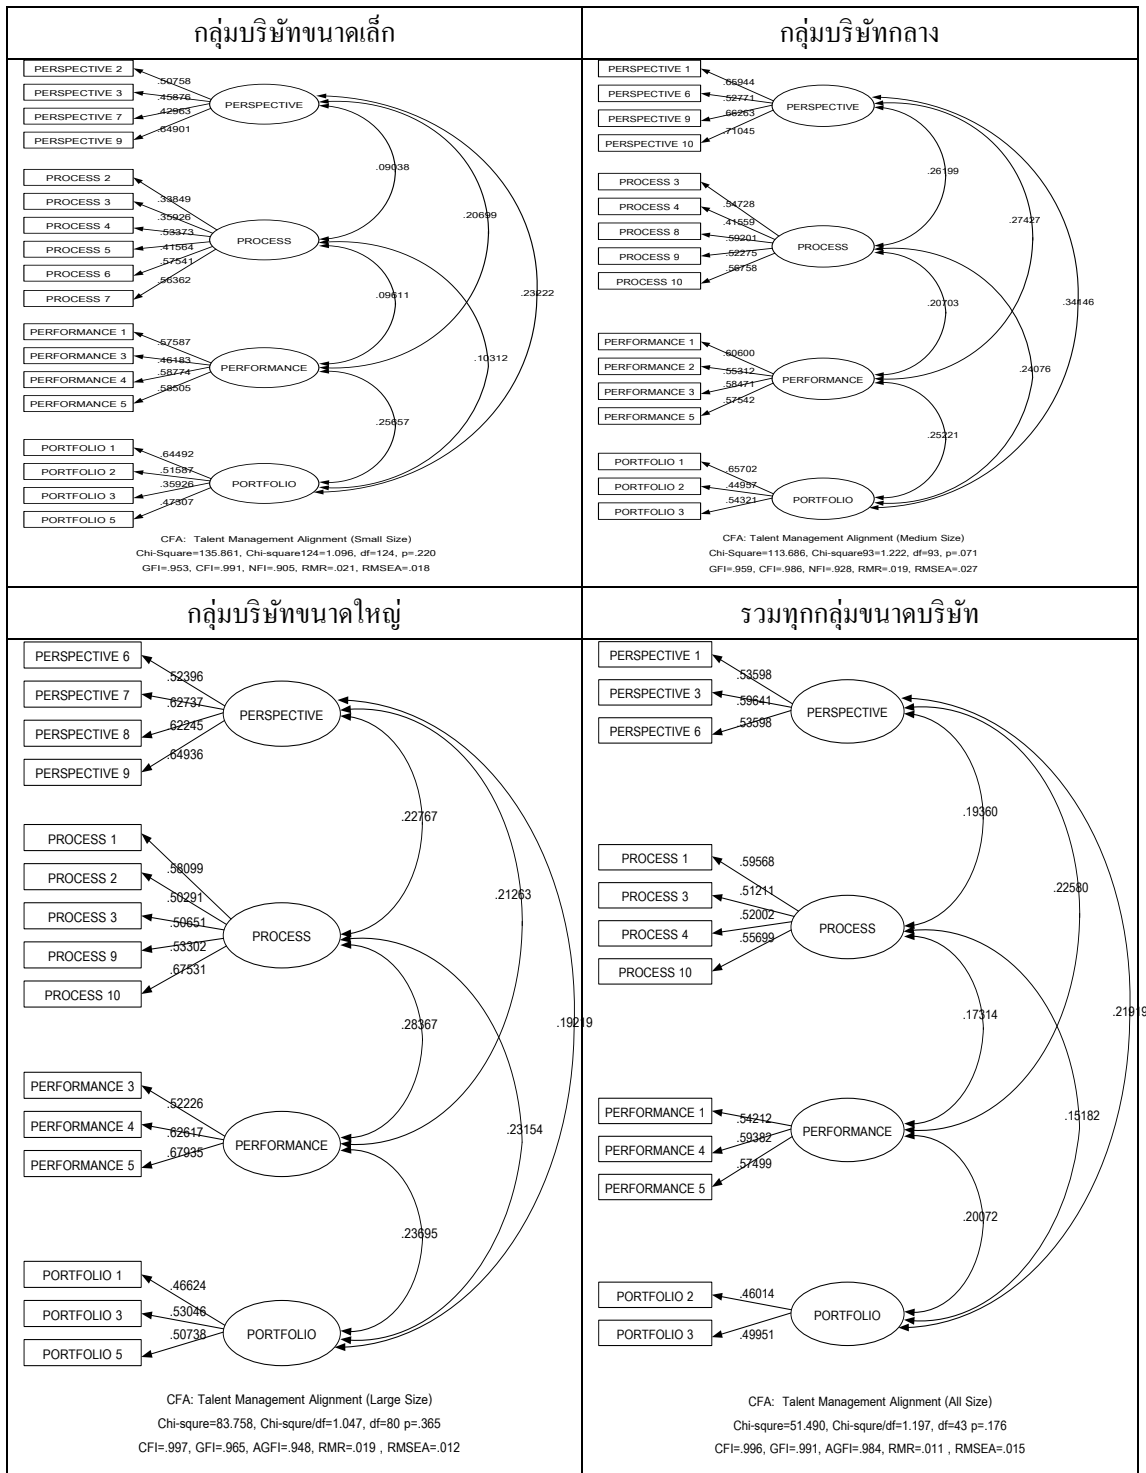 กลุ่มบริษัทขนาดเล็ก
PERSPECTIVE 2
PERSPECTIVE 3
PERSPECTIVE 7
PERSPECTIVE 9
.50758
.45876
.42963
.64901
PERSPECTIVE
.09038
PROCESS 2
PROCESS 3
PROCESS 4
PROCESS 5
PROCESS 6
PROCESS 7
.33849
.35926
.53373
.41564
.57541
.56362
PROCESS
.20699
.23222
.09611
.10312
PERFORMANCE 1
PERFORMANCE 3
PERFORMANCE 4
PERFORMANCE 5
.57587
.46183
.58774
.58505
PERFORMANCE
.25657
PORTFOLIO 1
PORTFOLIO 2
PORTFOLIO 3
PORTFOLIO 5
.64492
.51587
.35926
.47307
PORTFOLIO
CFA: Talent Management Alignment (Small Size)
Chi-Square=135.861, Chi-square124=1.096, df=124, p=.220
GFI=.953, CFI=.991, NFI=.905, RMR=.021, RMSEA=.018
กลุ่มบริษัทกลาง
PERSPECTIVE 1
PERSPECTIVE 6
PERSPECTIVE 9
PERSPECTIVE 10
.65944
.52771
.66263
.71045
PERSPECTIVE
.26199
PROCESS 3
PROCESS 4
PROCESS 8
PROCESS 9
PROCESS 10
.54728
.41559
.59201
.52275
.56758
PROCESS
.27427
.34146
.20703
.24076
PERFORMANCE 1
PERFORMANCE 2
PERFORMANCE 3
PERFORMANCE 5
.60600
.55312
.58471
.57542
PERFORMANCE
.25221
PORTFOLIO 1
PORTFOLIO 2
PORTFOLIO 3
.65702
.44957
.54321
PORTFOLIO
CFA: Talent Management Alignment (Medium Size)
Chi-Square=113.686, Chi-square93=1.222, df=93, p=.071
GFI=.959, CFI=.986, NFI=.928, RMR=.019, RMSEA=.027
กลุ่มบริษัทขนาดใหญ่
PERSPECTIVE 6
PERSPECTIVE 7
PERSPECTIVE 8
PERSPECTIVE 9
.52396
.62737
.62245
.64936
PERSPECTIVE
.22767
PROCESS 1
PROCESS 2
PROCESS 3
PROCESS 9
PROCESS 10
.58099
.50291
.50651
.53302
.67531
PROCESS
.21263
.19219
.28367
.23154
PERFORMANCE 3
PERFORMANCE 4
PERFORMANCE 5
.52226
.62617
.67935
PERFORMANCE
.23695
PORTFOLIO 1
PORTFOLIO 3
PORTFOLIO 5
.46624
.53046
.50738
PORTFOLIO
CFA: Talent Management Alignment (Large Size)
Chi-squre=83.758, Chi-squre/df=1.047, df=80 p=.365
CFI=.997, GFI=.965, AGFI=.948, RMR=.019 , RMSEA=.012
รวมทุกกลุ่มขนาดบริษัท
PERSPECTIVE 1
PERSPECTIVE 3
PERSPECTIVE 6
.53598
.59641
.53598
PERSPECTIVE
.19360
PROCESS 1
PROCESS 3
PROCESS 4
PROCESS 10
.59568
.51211
.52002
.55699
PROCESS
.22580
.21919
.17314
.15182
PERFORMANCE 1
PERFORMANCE 4
PERFORMANCE 5
.54212
.59382
.57499
PERFORMANCE
.20072
PORTFOLIO 2
PORTFOLIO 3
.46014
.49951
PORTFOLIO
CFA: Talent Management Alignment (All Size)
Chi-squre=51.490, Chi-squre/df=1.197, df=43 p=.176
CFI=.996, GFI=.991, AGFI=.984, RMR=.011 , RMSEA=.015